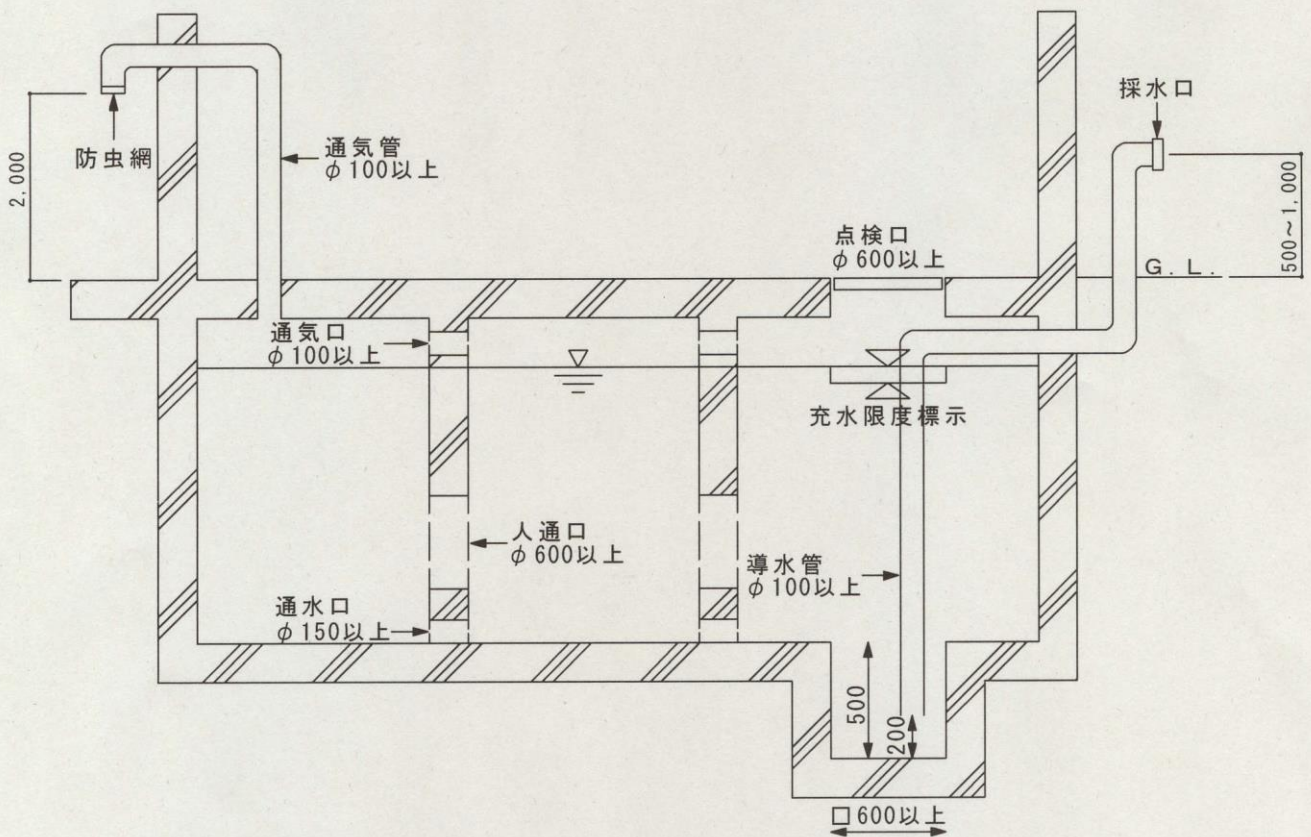 採水口
防虫網
通気管
φ100以上
2,000
500~1,000
点検口
φ600以上
G.L.
通気口
φ100以上
充水限度標示
人通口
φ600以上
導水管
φ100以上
通水口
φ150以上
500
200
□600以上